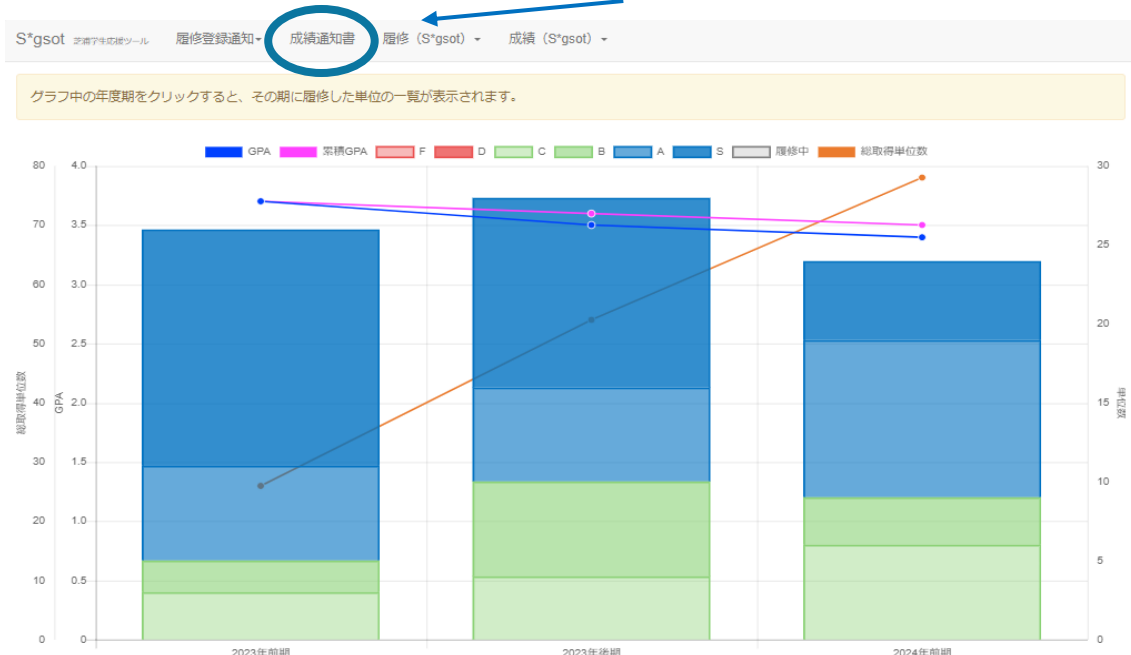 S*gsot 芝浦学生応援ツール 履修登録通知 成績通知書 履修（S*gsot） 成績（S*gsot）
グラフ中の年度期をクリックすると、その期に履修した単位の一覧が表示されます。
GPA 累積GPA F D C B A S 履修中 総取得単位数
80 4.0 30
70 3.5
25
60 3.0
20
50 2.5
総取得単位数
40 GPA 2.0 15 単位数
30 1.5
10
20 1.0
5
10 0.5
0 0 0
2023年前期 2023年後期 2024年前期